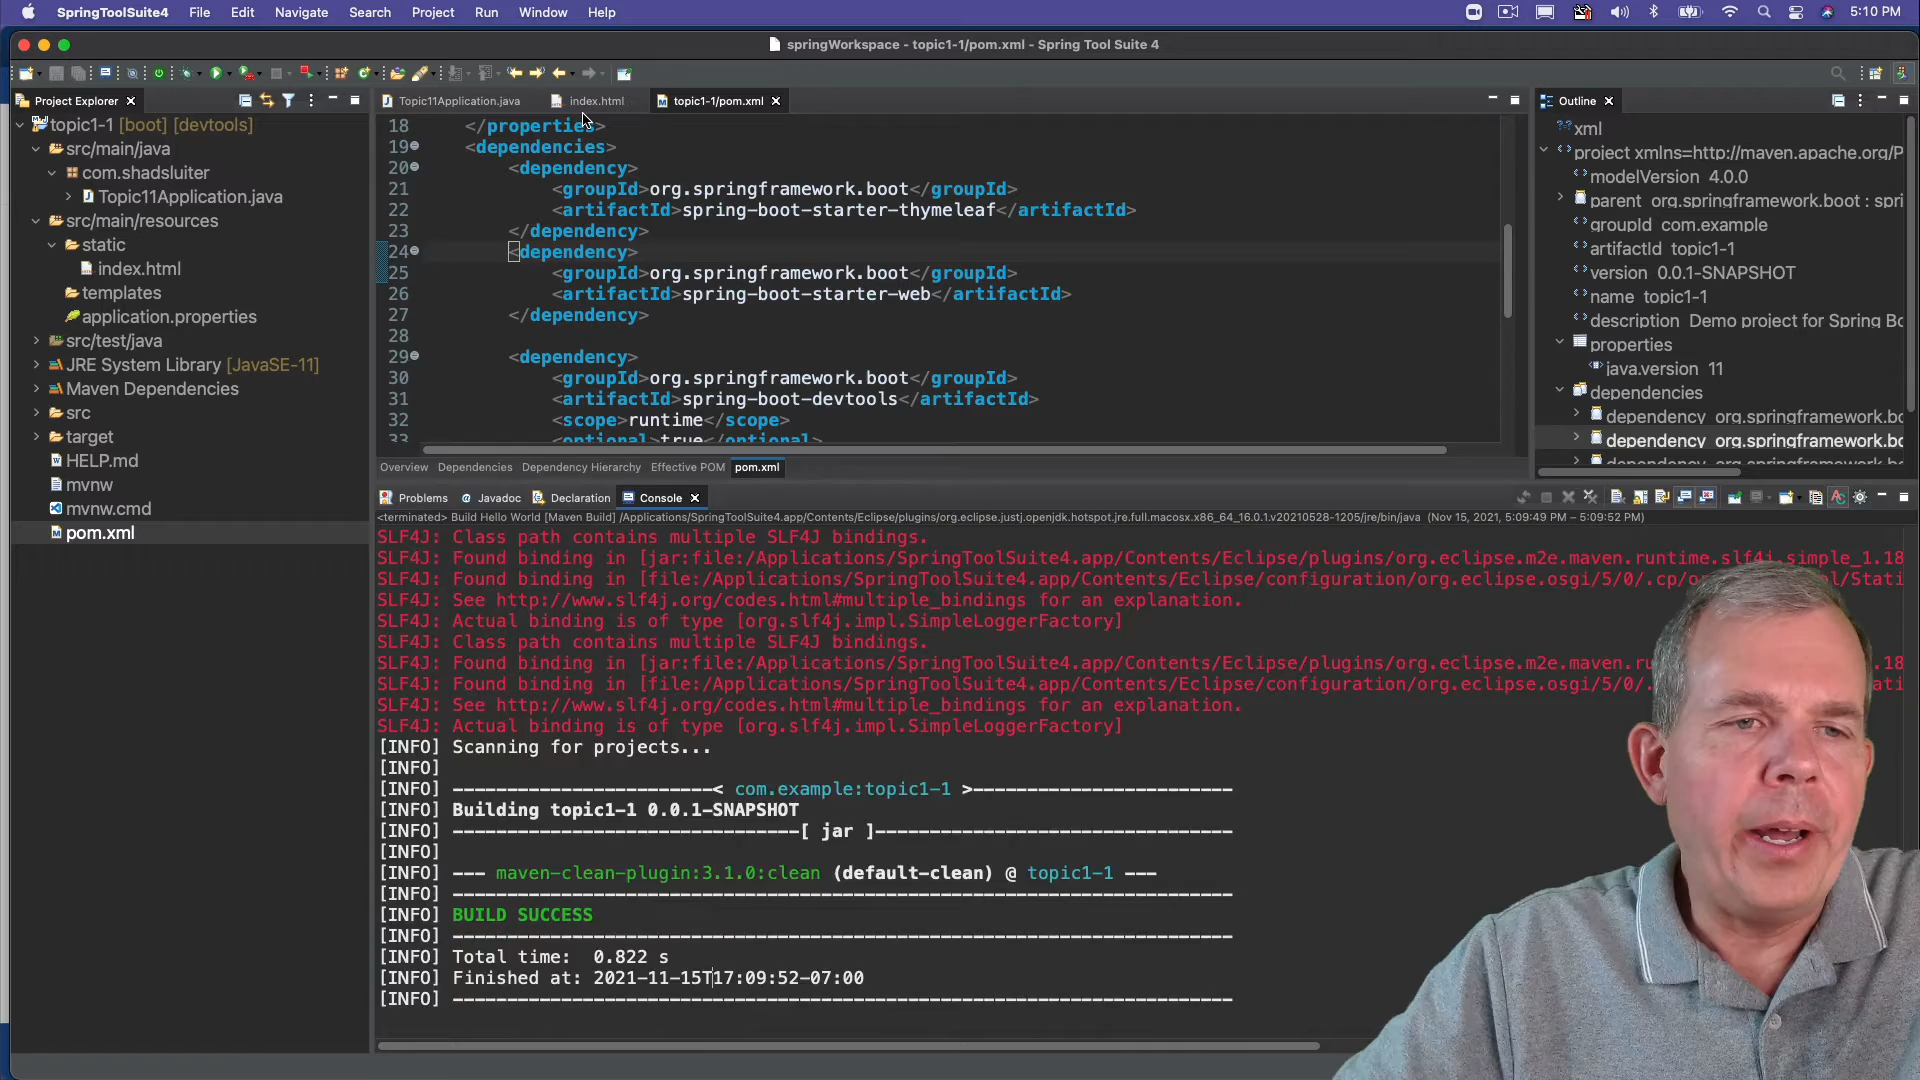 SpringToolSuite4 File Edit Navigate Search Project Run Window Help 5:10 PM
springWorkspace - topic1-1/pom.xml - Spring Tool Suite 4
Project Explorer
topic1-1 [boot] [devtools]
src/main/java
com.shadsluiter
Topic11Application.java
src/main/resources
static
index.html
templates
application.properties
src/test/java
JRE System Library [JavaSE-11]
Maven Dependencies
src
target
HELP.md
mvnw
mvnw.cmd
pom.xml
Topic11Application.java index.html topic1-1/pom.xml
18 </properties>
19 <dependencies>
20 <dependency>
21 <groupId>org.springframework.boot</groupId>
22 <artifactId>spring-boot-starter-thymeleaf</artifactId>
23 </dependency>
24 <dependency>
25 <groupId>org.springframework.boot</groupId>
26 <artifactId>spring-boot-starter-web</artifactId>
27 </dependency>
28
29 <dependency>
30 <groupId>org.springframework.boot</groupId>
31 <artifactId>spring-boot-devtools</artifactId>
32 <scope>runtime</scope>
33 <optional>true</optional>
Overview Dependencies Dependency Hierarchy Effective POM pom.xml
Outline
xml
project xmlns=http://maven.apache.org/P
modelVersion 4.0.0
parent org.springframework.boot : spri
groupId com.example
artifactId topic1-1
version 0.0.1-SNAPSHOT
name topic1-1
description Demo project for Spring Bo
properties
java.version 11
dependencies
dependency org.springframework.bo
dependency org.springframework.bo
dependency org.springframework.bo
Problems Javadoc Declaration Console
<terminated> Build Hello World [Maven Build] /Applications/SpringToolSuite4.app/Contents/Eclipse/plugins/org.eclipse.justj.openjdk.hotspot.jre.full.macosx.x86_64_16.0.1.v20210528-1205/jre/bin/java (Nov 15, 2021, 5:09:49 PM – 5:09:52 PM)
SLF4J: Class path contains multiple SLF4J bindings.
SLF4J: Found binding in [jar:file:/Applications/SpringToolSuite4.app/Contents/Eclipse/plugins/org.eclipse.m2e.maven.runtime.slf4j.simple_1.18
SLF4J: Found binding in [file:/Applications/SpringToolSuite4.app/Contents/Eclipse/configuration/org.eclipse.osgi/5/0/.cp/
SLF4J: See http://www.slf4j.org/codes.html#multiple_bindings for an explanation.
SLF4J: Actual binding is of type [org.slf4j.impl.SimpleLoggerFactory]
SLF4J: Class path contains multiple SLF4J bindings.
SLF4J: Found binding in [jar:file:/Applications/SpringToolSuite4.app/Contents/Eclipse/plugins/org.eclipse.m2e.maven.ru
SLF4J: Found binding in [file:/Applications/SpringToolSuite4.app/Contents/Eclipse/configuration/org.eclipse.osgi/5/0/.
SLF4J: See http://www.slf4j.org/codes.html#multiple_bindings for an explanation.
SLF4J: Actual binding is of type [org.slf4j.impl.SimpleLoggerFactory]
[INFO] Scanning for projects...
[INFO]
[INFO] ------------------------< com.example:topic1-1 >------------------------
[INFO] Building topic1-1 0.0.1-SNAPSHOT
[INFO] --------------------------------[ jar ]---------------------------------
[INFO]
[INFO] --- maven-clean-plugin:3.1.0:clean (default-clean) @ topic1-1 ---
[INFO] ------------------------------------------------------------------------
[INFO] BUILD SUCCESS
[INFO] ------------------------------------------------------------------------
[INFO] Total time:  0.822 s
[INFO] Finished at: 2021-11-15T17:09:52-07:00
[INFO] ------------------------------------------------------------------------